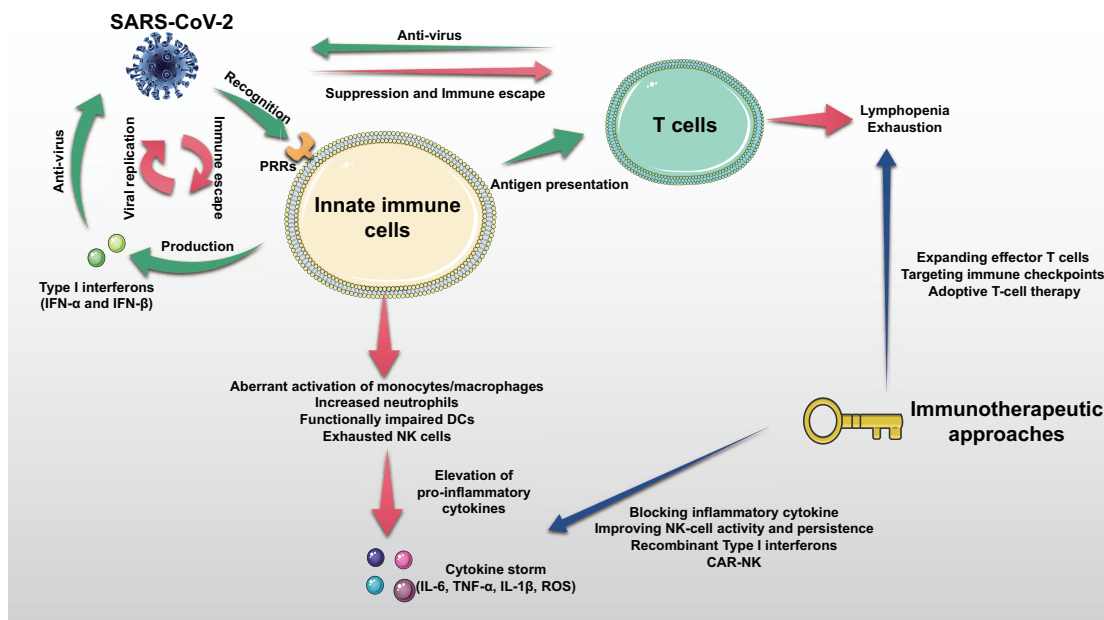 SARS-CoV-2
Anti-virus
Suppression and Immune escape
Recognition
PRRs
Anti-virus
Viral replication
Immune escape
Innate immune
cells
Antigen presentation
T cells
Lymphopenia
Exhaustion
Production
Type I interferons
(IFN-α and IFN-β)
Expanding effector T cells
Targeting immune checkpoints
Adoptive T-cell therapy
Aberrant activation of monocytes/macrophages
Increased neutrophils
Functionally impaired DCs
Exhausted NK cells
Immunotherapeutic
approaches
Elevation of
pro-inflammatory
cytokines
Blocking inflammatory cytokine
Improving NK-cell activity and persistence
Recombinant Type I interferons
CAR-NK
Cytokine storm
(IL-6, TNF-α, IL-1β, ROS)